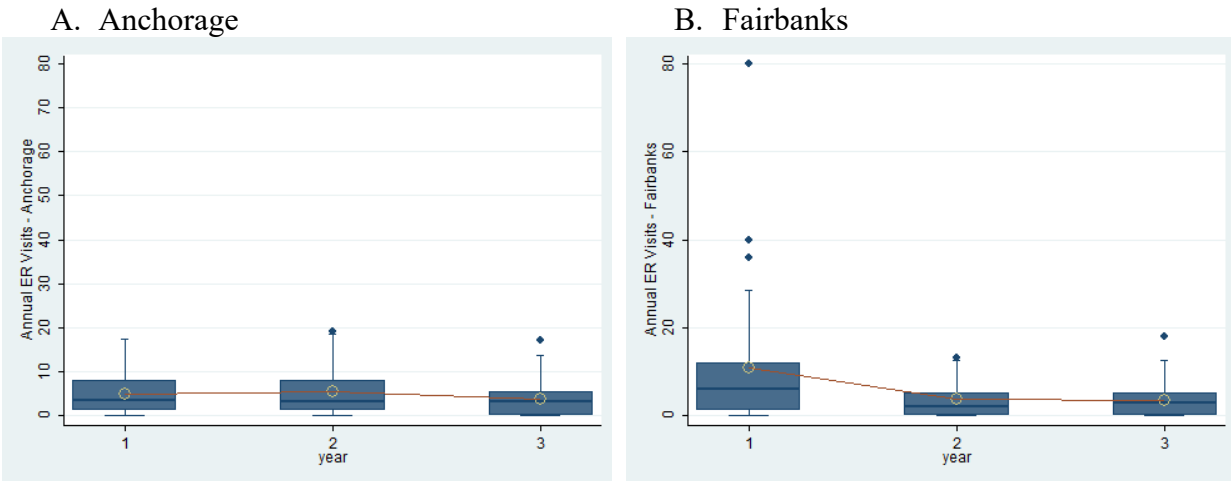 A. Anchorage
Annual ER Visits - Anchorage
80
70
60
50
40
30
20
10
0
1 2 3
year
B. Fairbanks
Annual ER Visits - Fairbanks
80
60
40
20
0
1 2 3
year